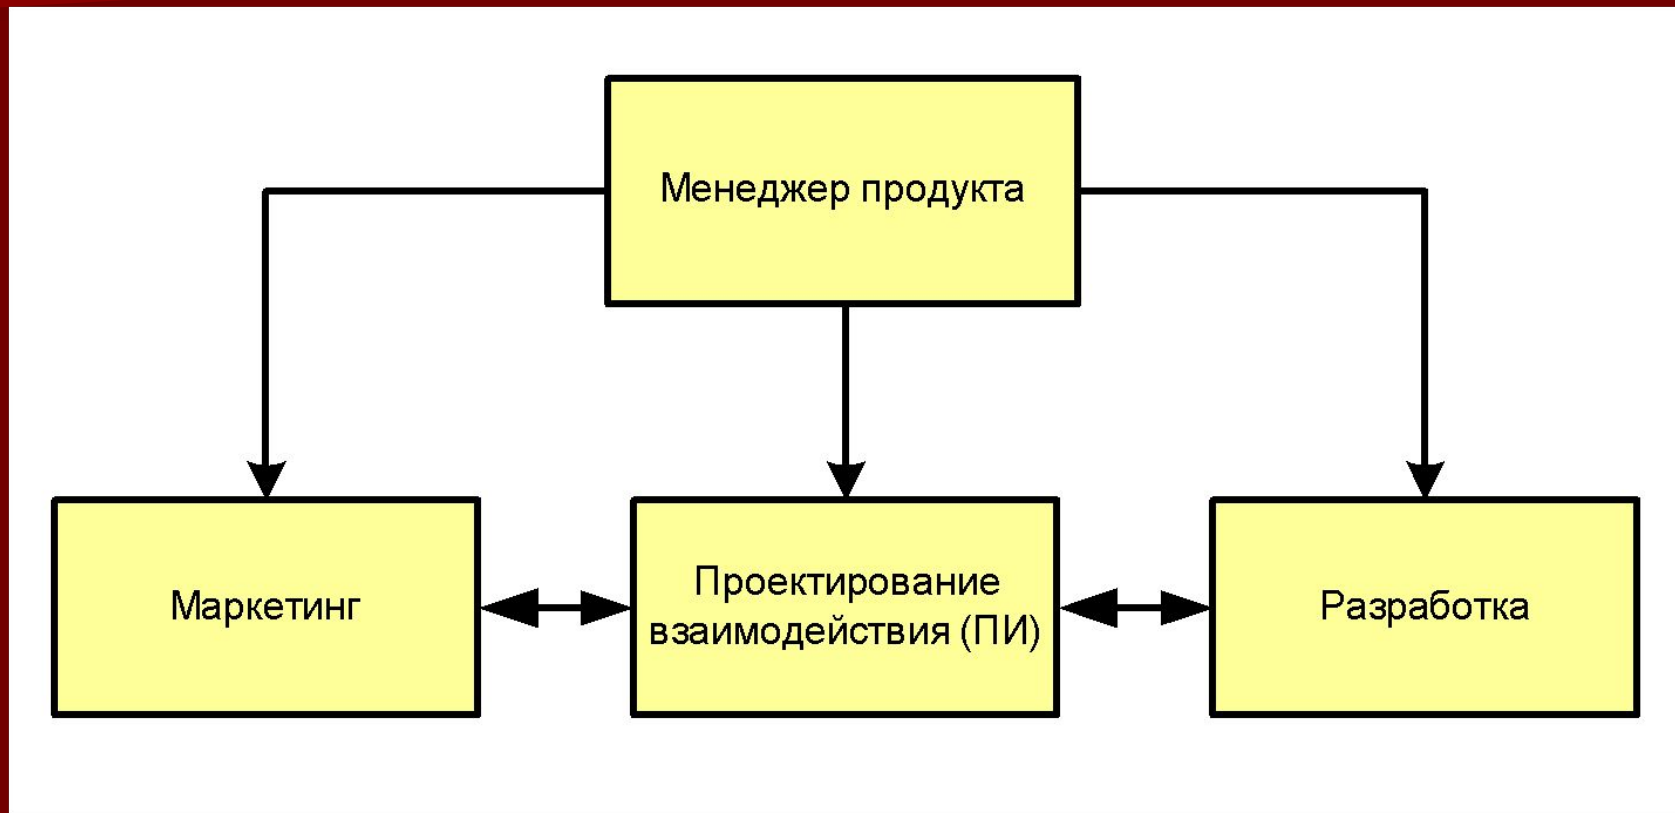 Менеджер продукта
Маркетинг
Проектирование
взаимодействия (ПИ)
Разработка